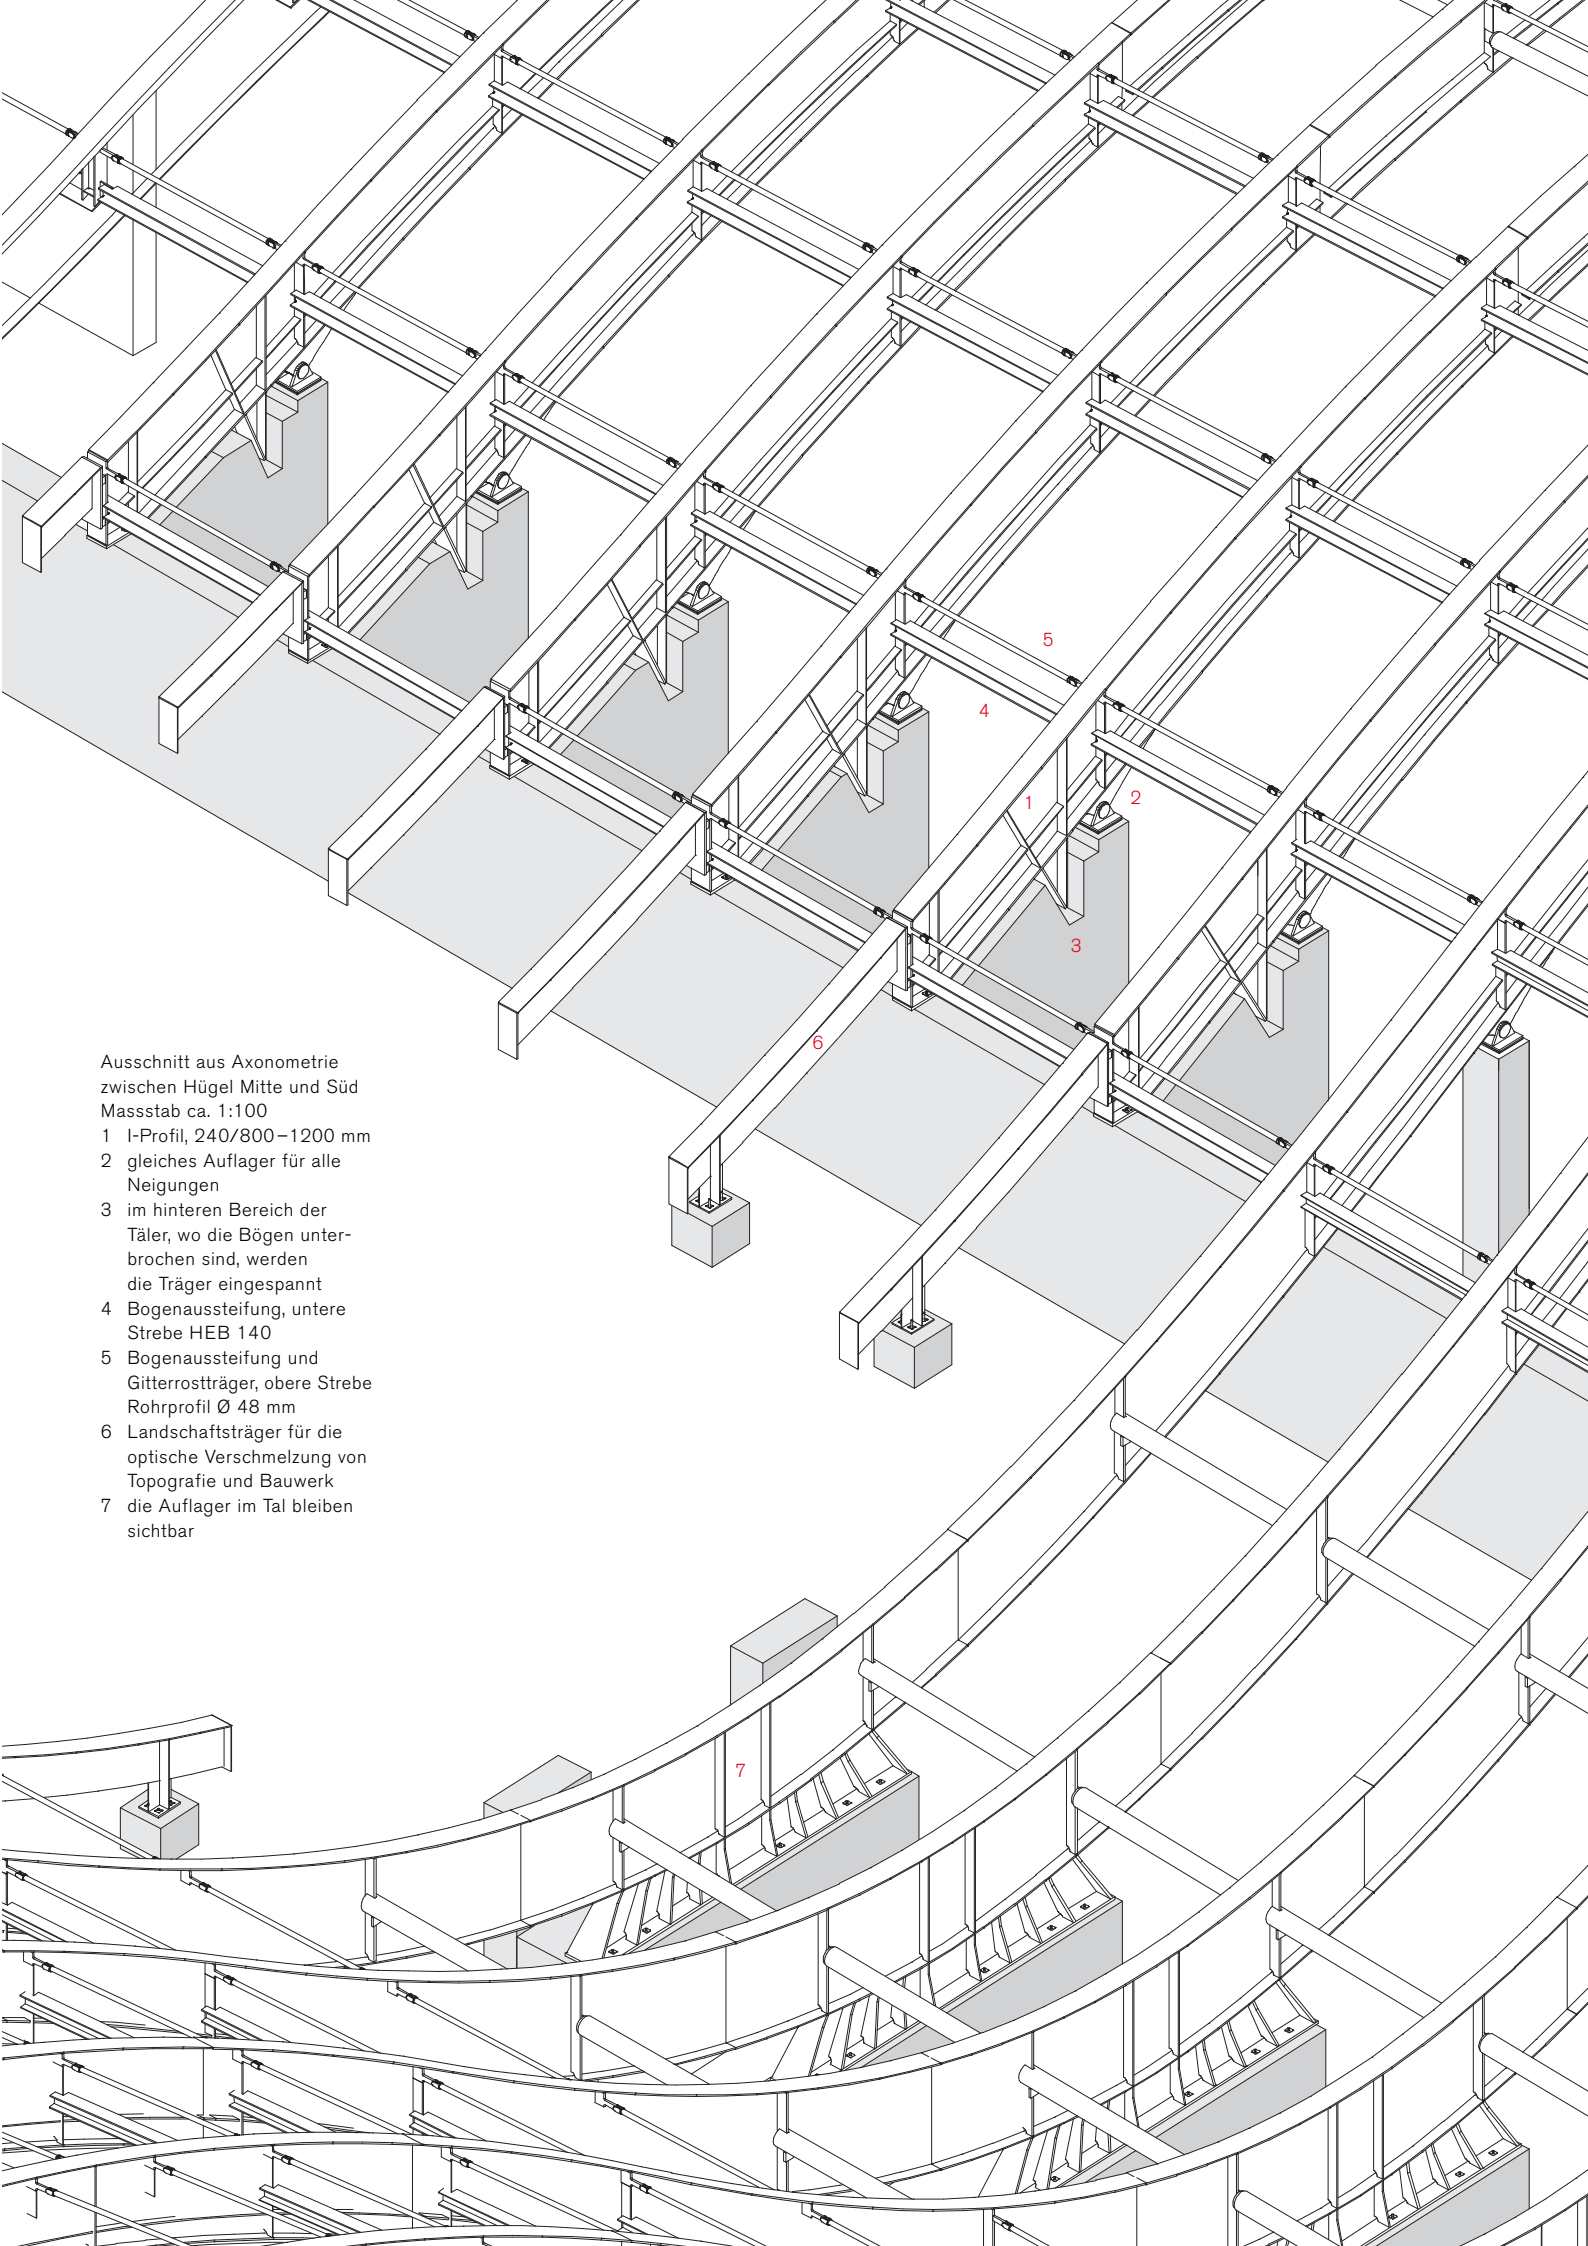 5
4
1
2
3
6
Ausschnitt aus Axonometrie
zwischen Hügel Mitte und Süd
Massstab ca. 1:100
1 I-Profil, 240/800–1200 mm
2 gleiches Auflager für alle
Neigungen
3 im hinteren Bereich der
Täler, wo die Bögen unter-
brochen sind, werden
die Träger eingespannt
4 Bogenaussteifung, untere
Strebe HEB 140
5 Bogenaussteifung und
Gitterrostträger, obere Strebe
Rohrprofil Ø 48 mm
6 Landschaftsträger für die
optische Verschmelzung von
Topografie und Bauwerk
7 die Auflager im Tal bleiben
sichtbar
7